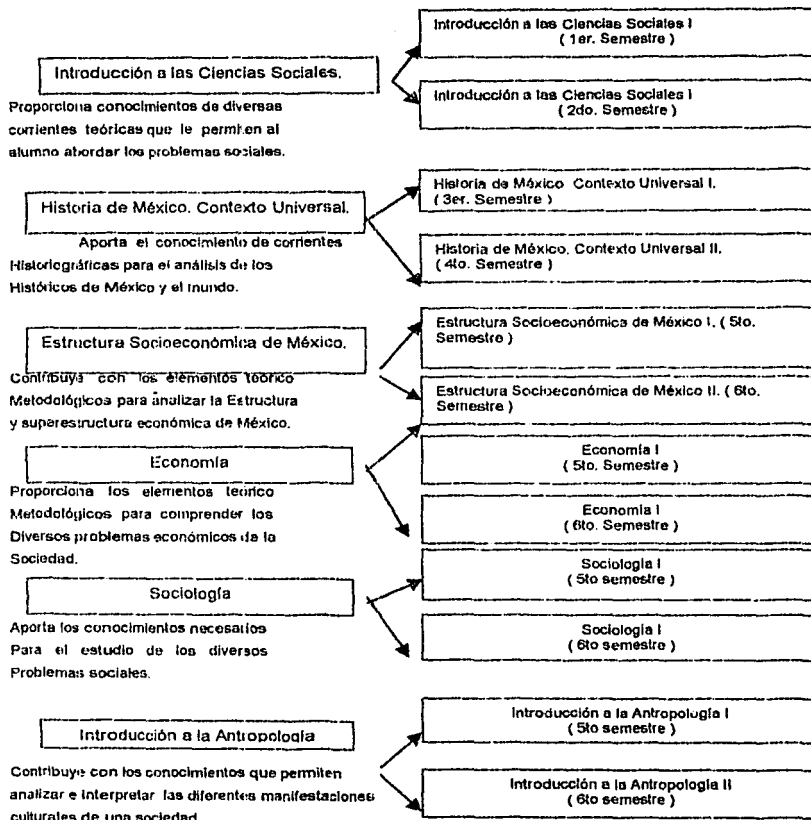 Introducción a las Ciencias Sociales.
Proporciona conocimientos de diversas
corrientes teóricas que le permiten al
alumno abordar los problemas sociales.
Introducción a las Ciencias Sociales I
( 1er. Semestre )
Introducción a las Ciencias Sociales I
( 2do. Semestre )
Historia de México. Contexto Universal.
Aporta el conocimiento de corrientes
Historiográficas para el análisis de los
Históricos de México y el mundo.
Historia de México Contexto Universal I.
( 3er. Semestre )
Historia de México. Contexto Universal II.
( 4to. Semestre )
Estructura Socioeconómica de México.
Contribuye con los elementos teórico
Metodológicos para analizar la Estructura
y superestructura económica de México.
Estructura Socioeconómica de México I. ( 5to.
Semestre )
Estructura Socioeconómica de México II. ( 6to.
Semestre )
Economía
Proporciona los elementos teórico
Metodológicos para comprender los
Diversos problemas económicos de la
Sociedad.
Economía I
( 5to. Semestre )
Economía I
( 6to. Semestre )
Sociología
Aporta los conocimientos necesarios
Para el estudio de los diversos
Problemas sociales.
Sociología I
( 5to semestre )
Sociología I
( 6to semestre )
Introducción a la Antropología
Contribuye con los conocimientos que permiten
analizar e interpretar las diferentes manifestaciones
culturales de una sociedad
Introducción a la Antropología I
( 5to semestre )
Introducción a la Antropología II
( 6to semestre )